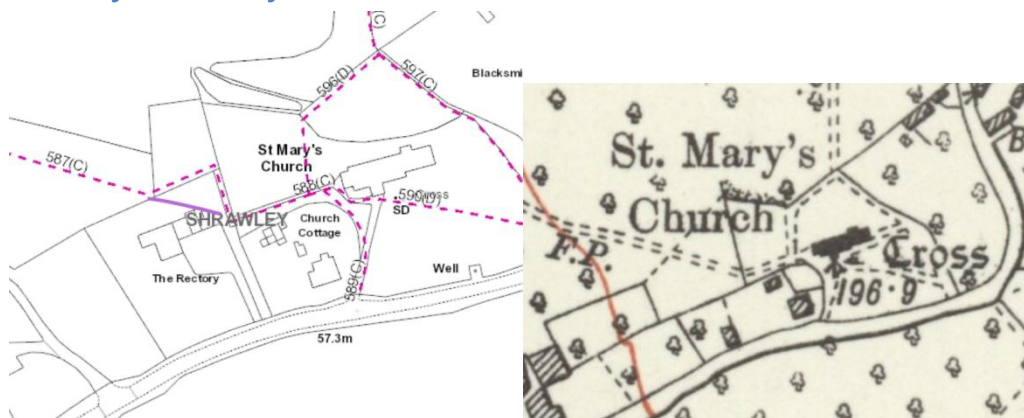 (C)
596(D)
597(C)
Blacksmi
587(C)
St Mary's
Church
588(C)
Cross
SD
SHRAWLEY
Church
Cottage
The Rectory
589(C)
Well
57.3m
St. Mary's
Church
F.P.
Cross
196·9
B